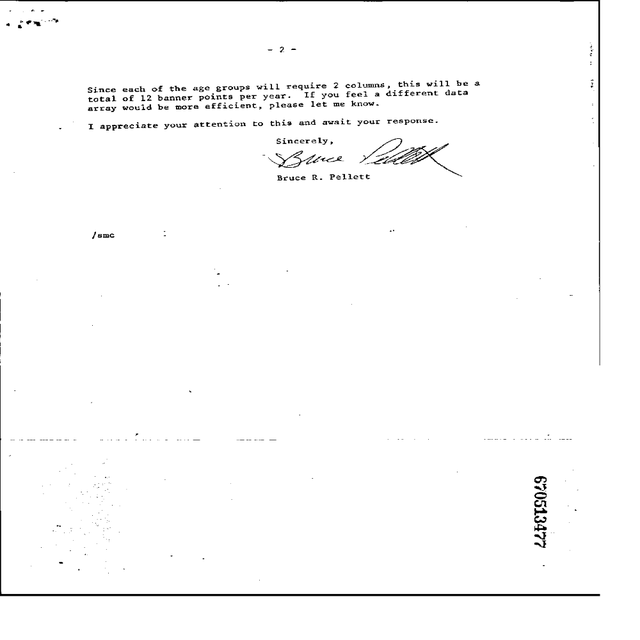 - 2 -
Since each of the age groups will require 2 columns, this will be a
total of 12 banner points per year.  If you feel a different data
array would be more efficient, please let me know.
I appreciate your attention to this and await your response.
Sincerely,
Bruce Pellett
Bruce R. Pellett
/smc
670513477